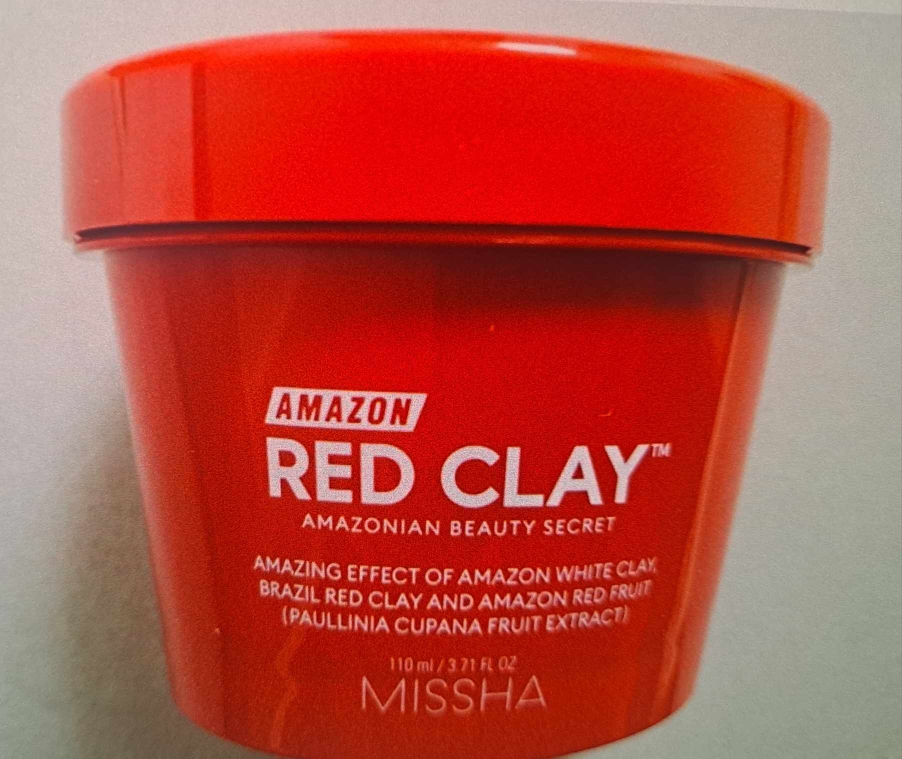 AMAZON
RED CLAY™
AMAZONIAN BEAUTY SECRET
AMAZING EFFECT OF AMAZON WHITE CLAY,
BRAZIL RED CLAY AND AMAZON RED FRUIT
(PAULLINIA CUPANA FRUIT EXTRACT)
110 ml / 3.71 FL OZ
MISSHA